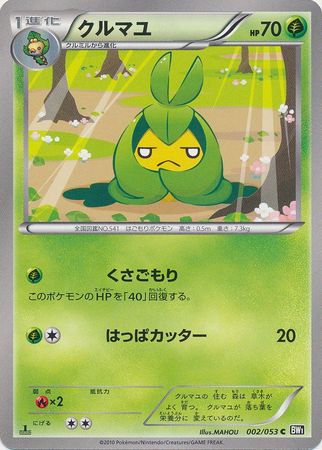 1進化
クルマユ
HP70
クルミルから進化
全国図鑑NO.541 はごもりポケモン 高さ:0.5m 重さ:7.3kg
くさごもり
このポケモンのHPを「40」回復する。
はっぱカッター 20
弱点 抵抗力
×2
にげる
クルマユの 住む 森は 草木が
よく 育つ。 クルマユが 落ち葉を
栄養分に 変えて くれるためだ。
Illus.MAHOU
002/053 C BW1
©2010 Pokémon/Nintendo/Creatures/GAME FREAK.